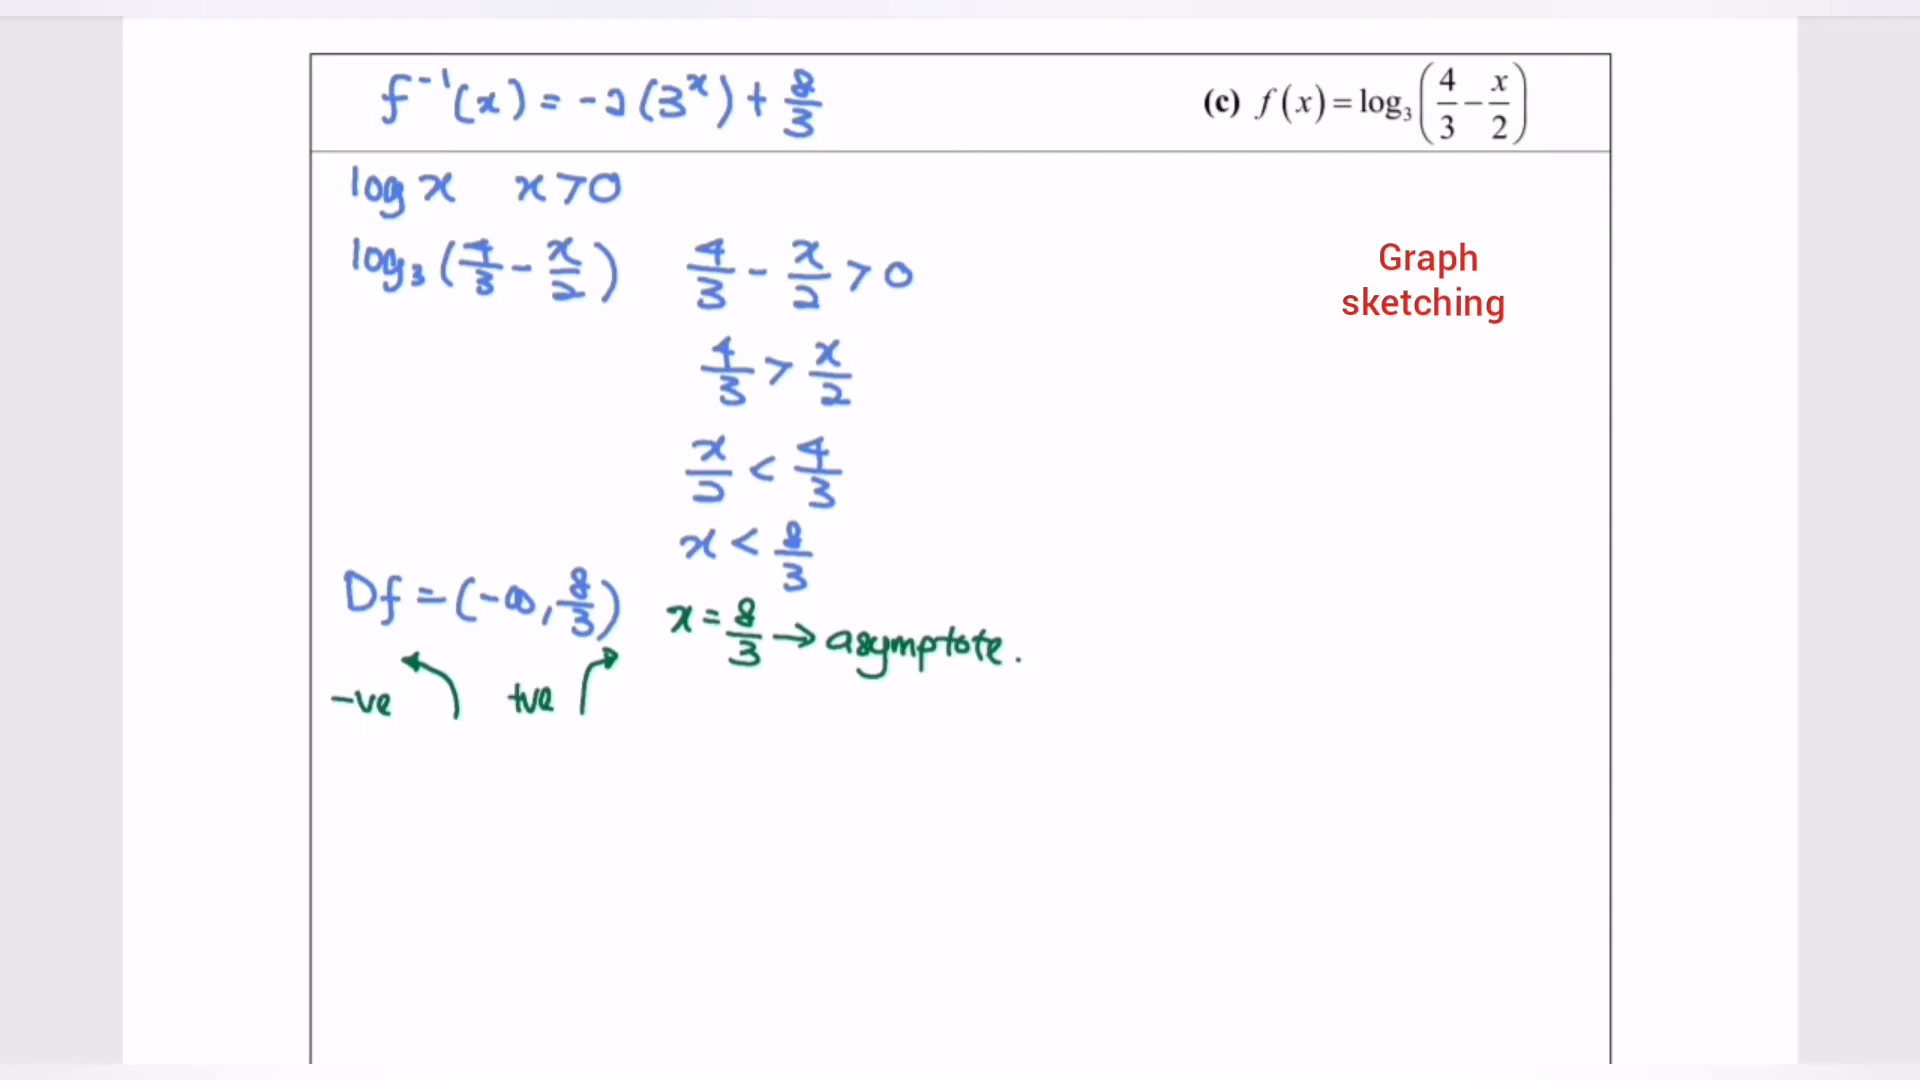 f⁻¹(x) = -2(3ˣ) + 8/3
(c) f(x) = log₃(4/3 − x/2)
log x x > 0
Graph
sketching
log₃(4/3 - x/2) 4/3 - x/2 > 0
4/3 > x/2
x/2 < 4/3
x < 8/3
Df = (-∞, 8/3)
x = 8/3 → asymptote.
-ve +ve